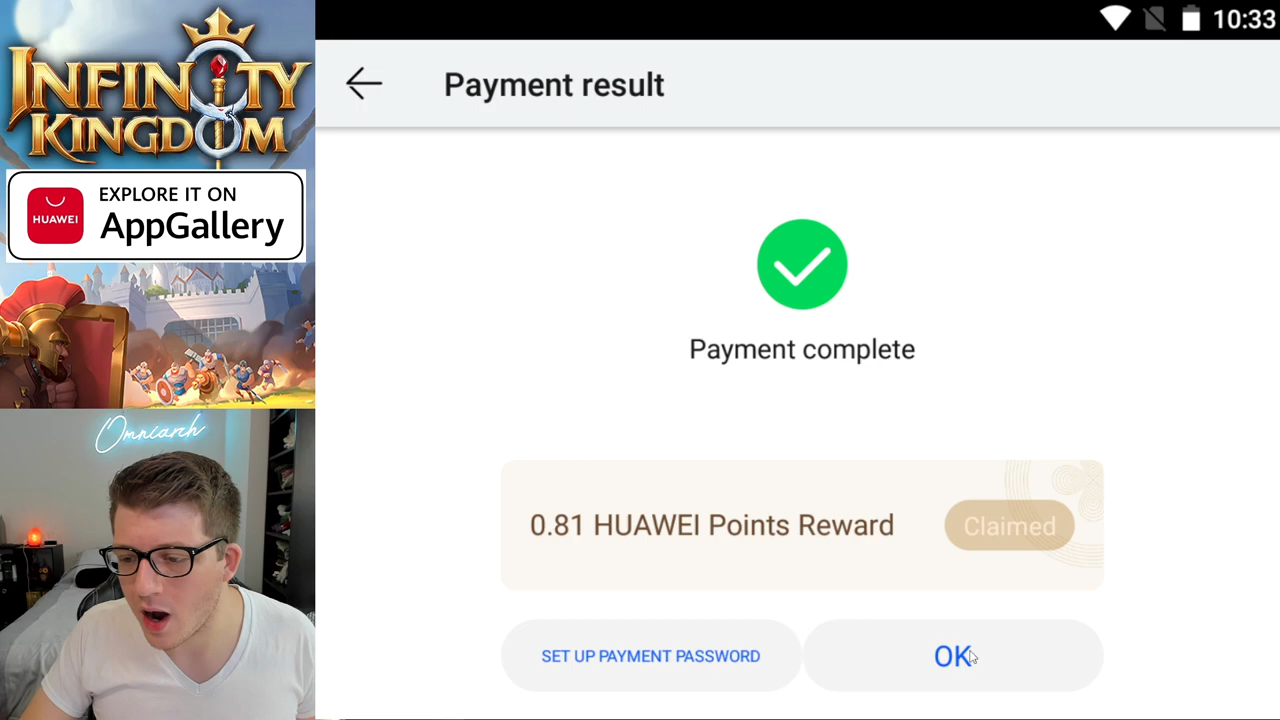 INFINITY
KINGDOM
EXPLORE IT ON
HUAWEI
AppGallery
Omniarch
10:33
Payment result
Payment complete
0.81 HUAWEI Points Reward
Claimed
SET UP PAYMENT PASSWORD
OK